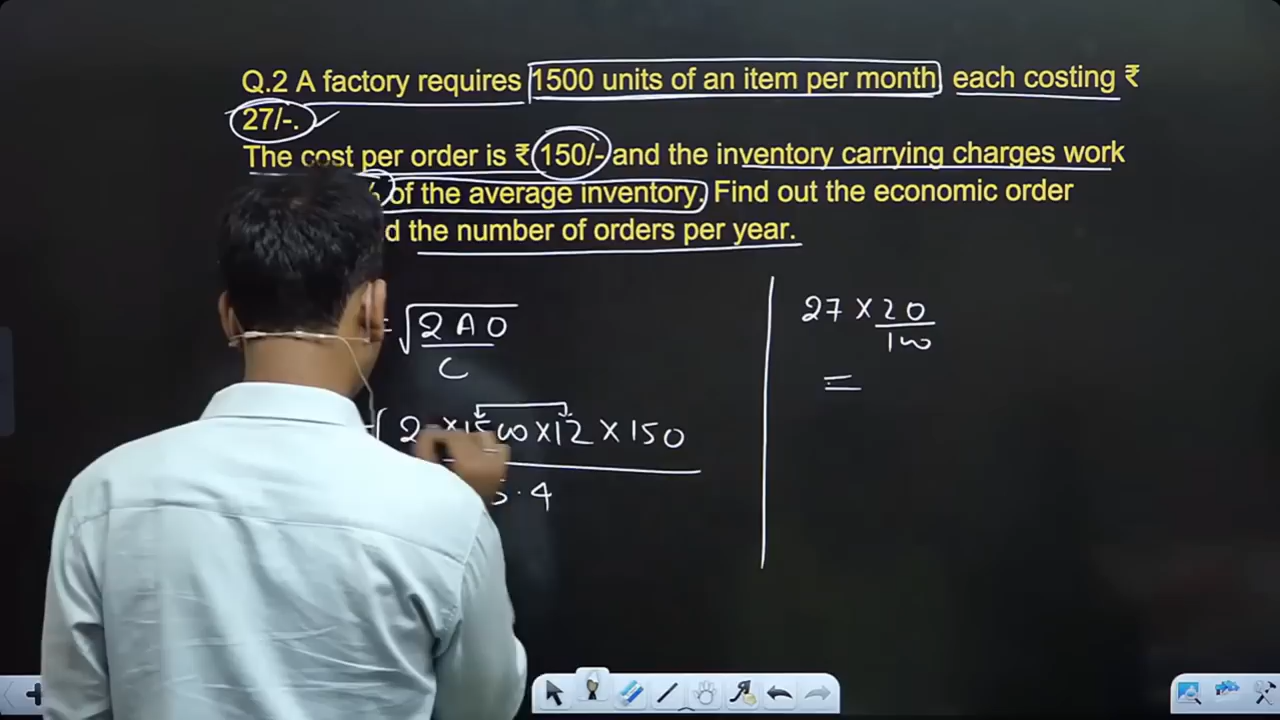 Q.2 A factory requires 1500 units of an item per month each costing ₹
27/-.
The cost per order is ₹ 150/- and the inventory carrying charges work
% of the average inventory. Find out the economic order
d the number of orders per year.
= √ 2 A O
C
27 × 20
100
=
√ 2 × 1500 × 12 × 150
5.4